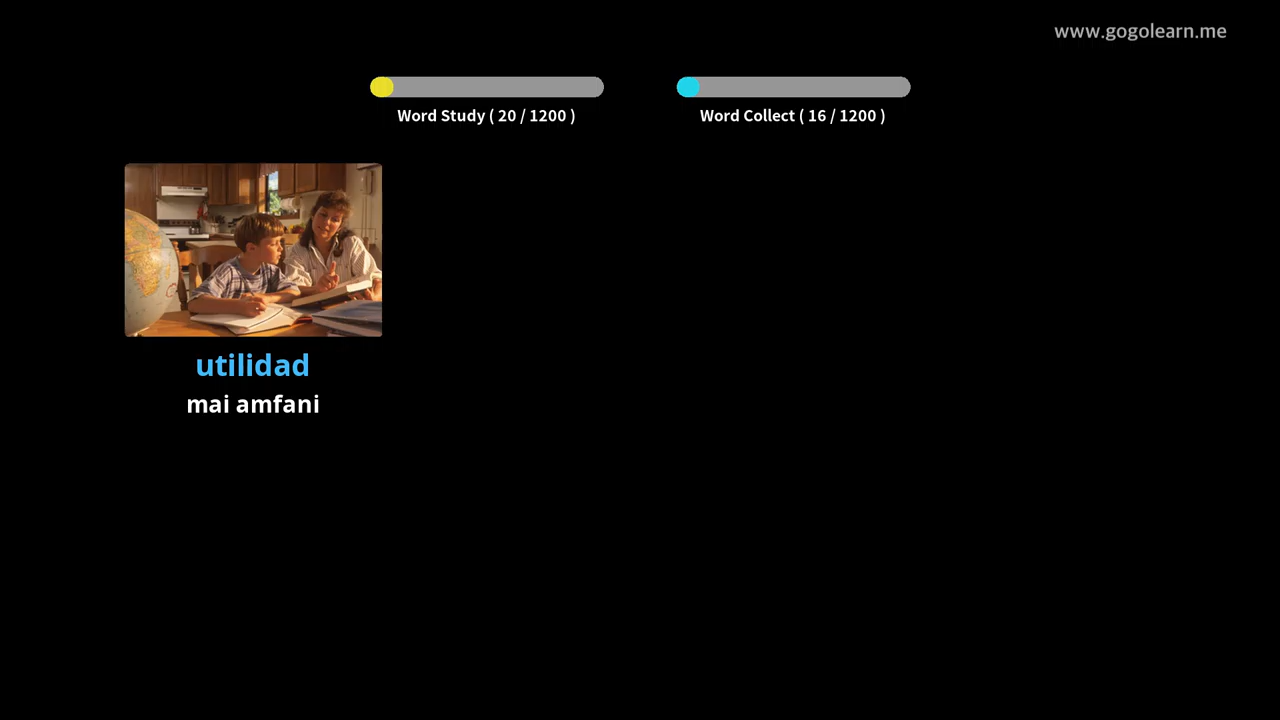 www.gogolearn.me
Word Study ( 20 / 1200 )
Word Collect ( 16 / 1200 )
utilidad
mai amfani